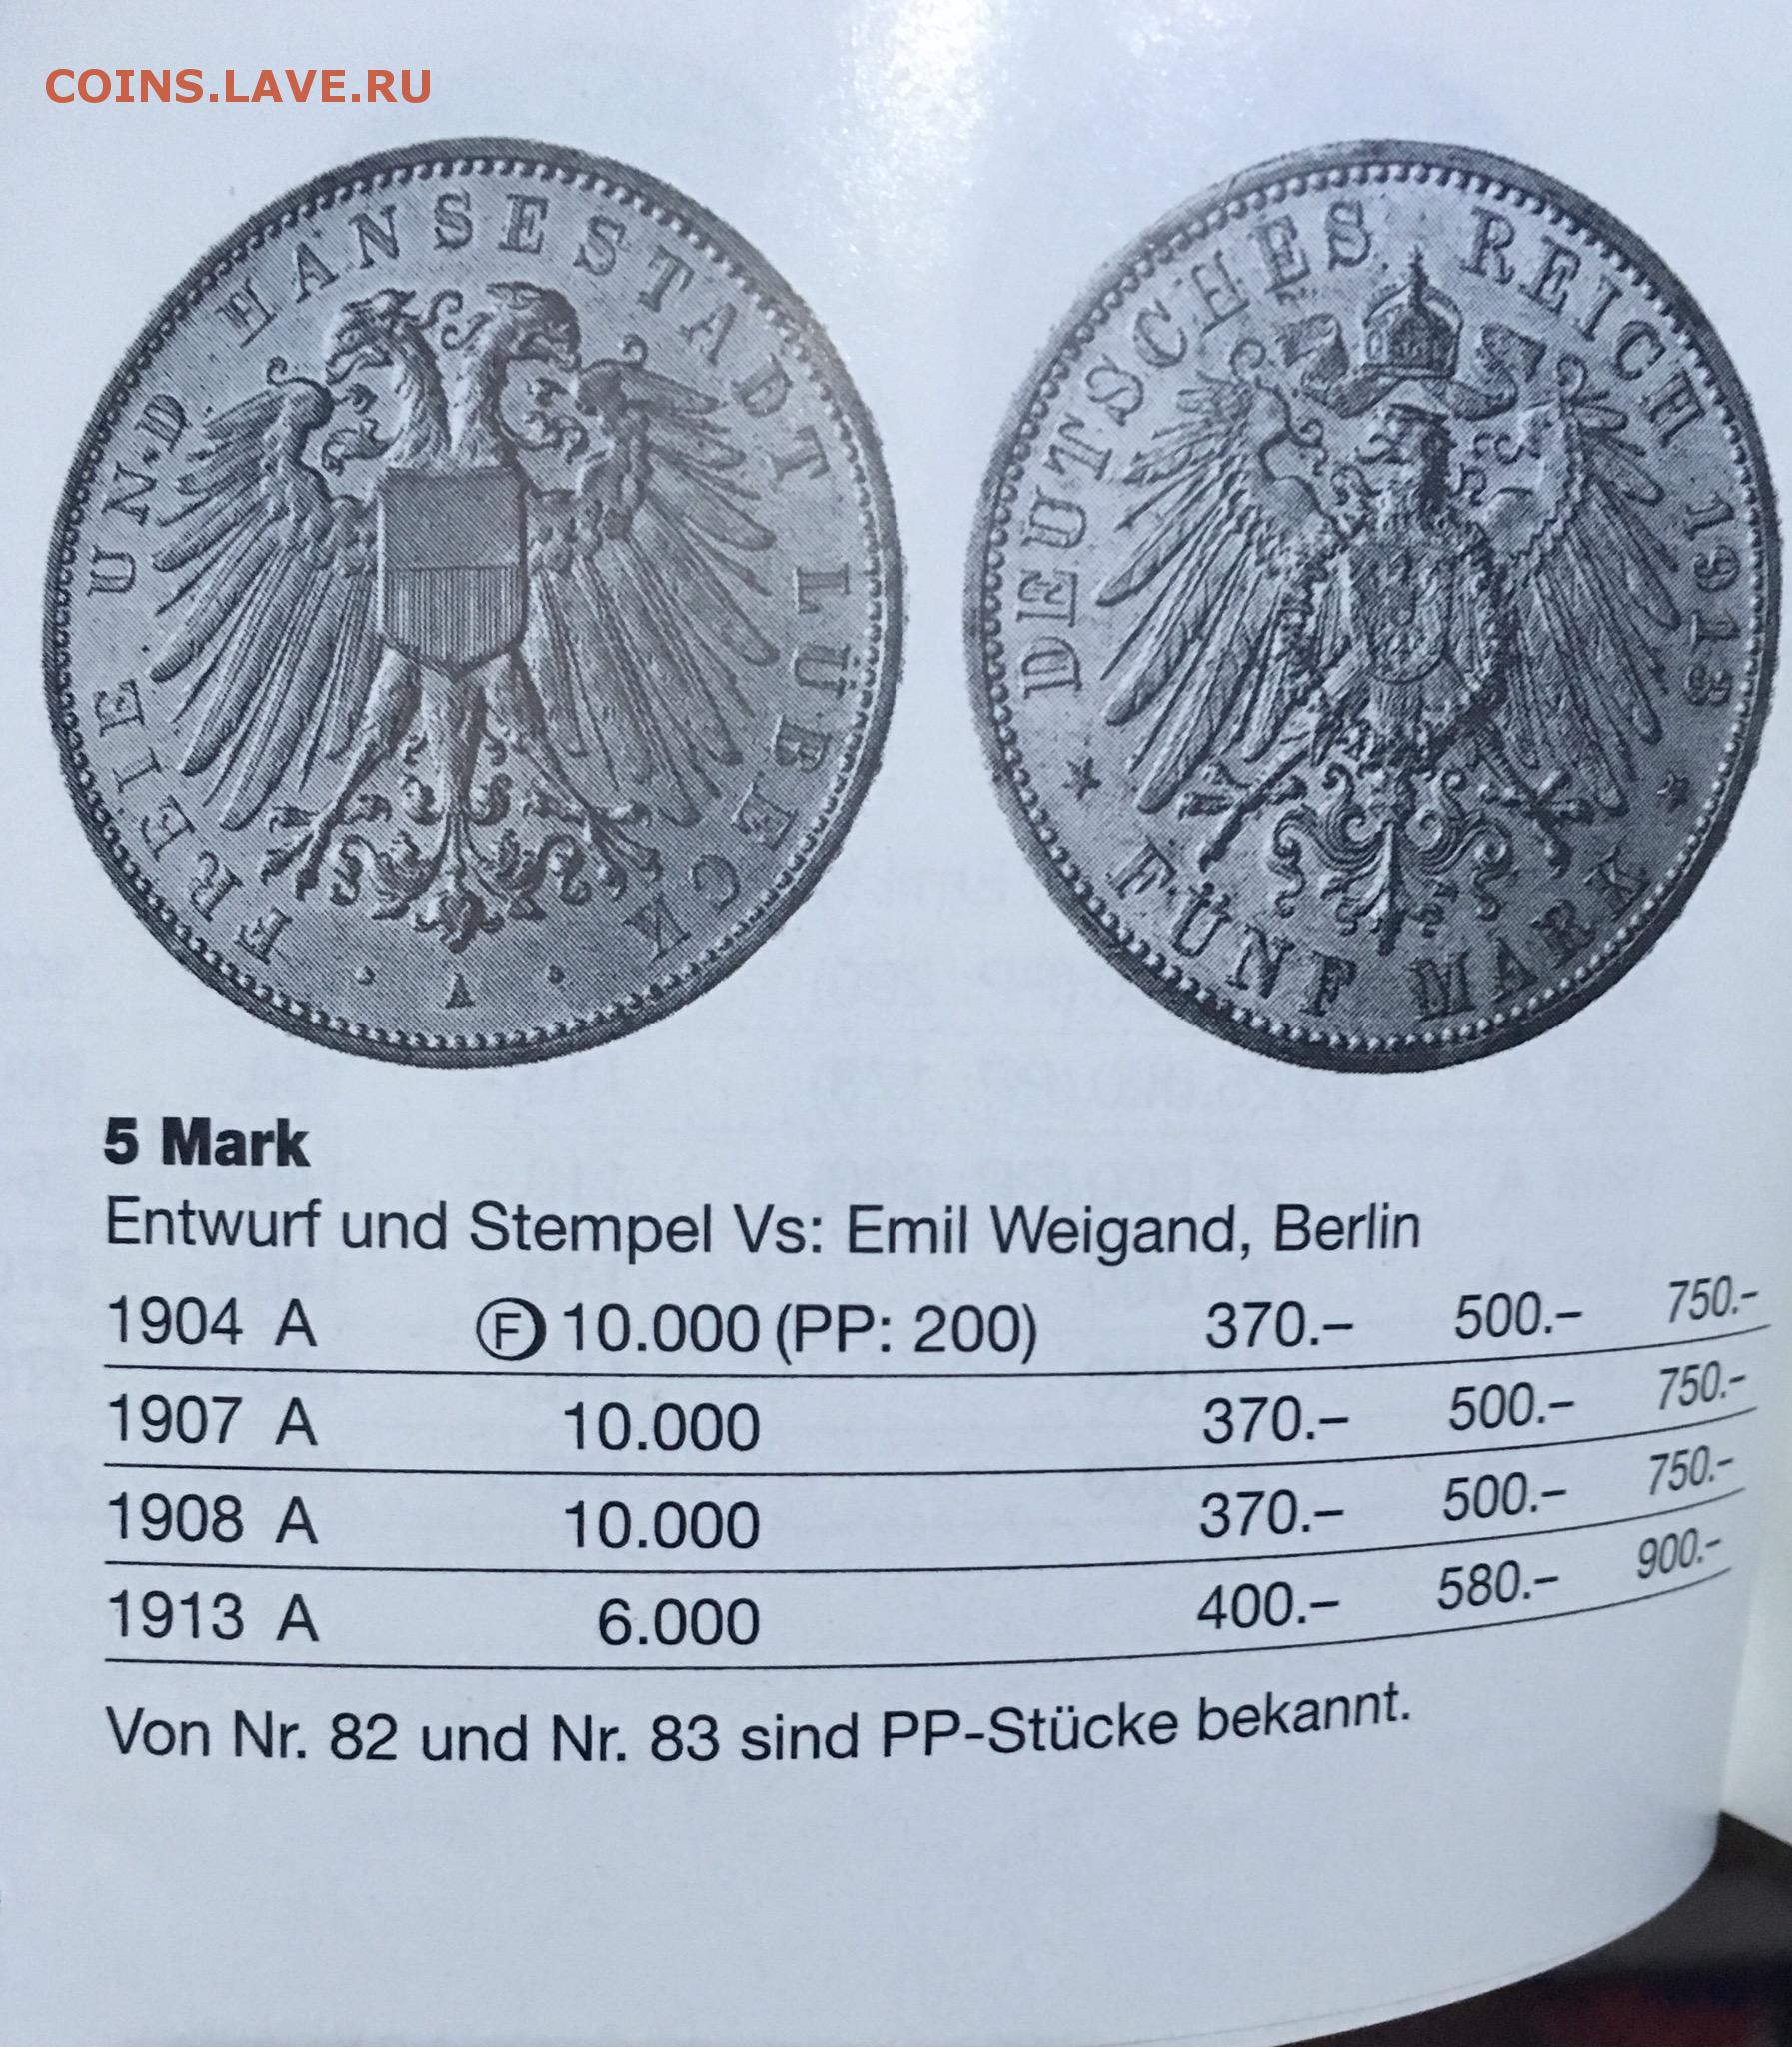 COINS.LAVE.RU
FREIE UND HANSESTADT LÜBECK
A
DEUTSCHES REICH 1913
FÜNF MARK
5 Mark
Entwurf und Stempel Vs: Emil Weigand, Berlin
1904 A Ⓕ 10.000 (PP: 200) 370.– 500.– 750.–
1907 A 10.000 370.– 500.– 750.–
1908 A 10.000 370.– 500.– 750.–
1913 A 6.000 400.– 580.– 900.–
Von Nr. 82 und Nr. 83 sind PP-Stücke bekannt.